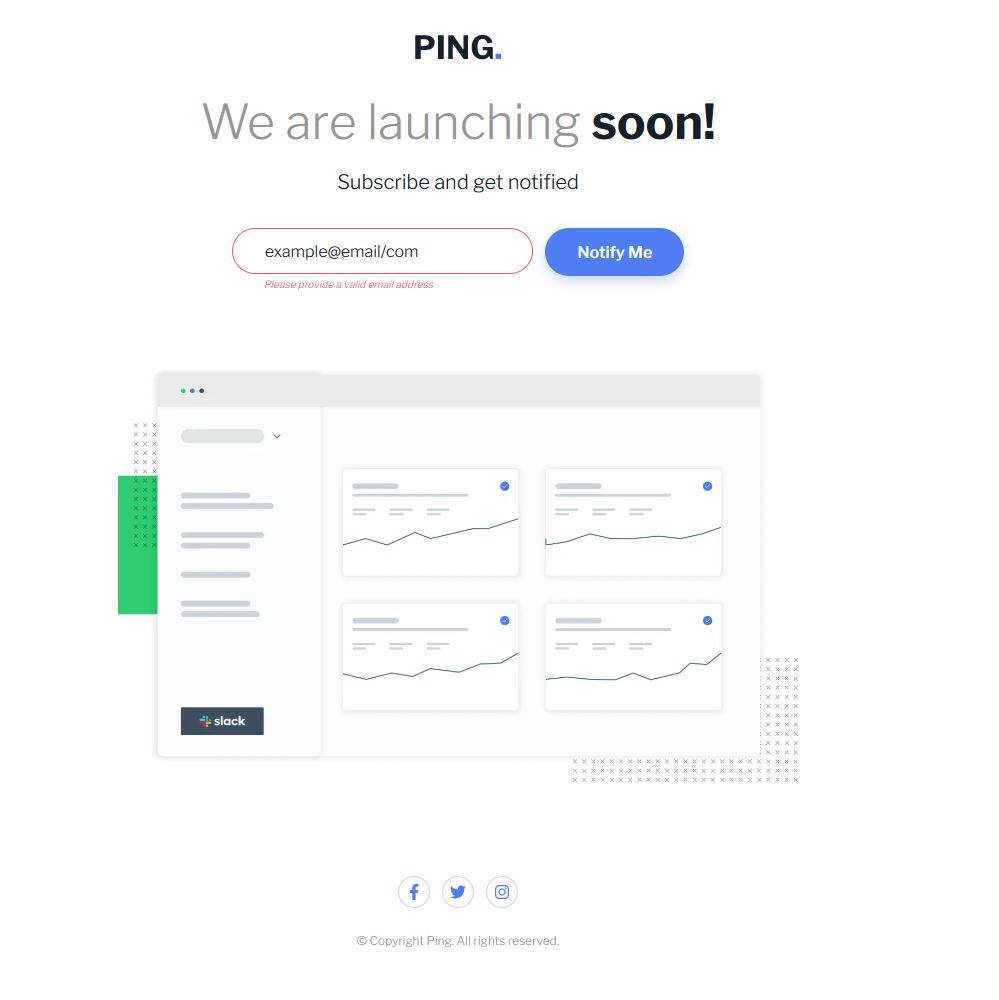 PING.
We are launching soon!
Subscribe and get notified
example@email/com
Notify Me
Please provide a valid email address
slack
© Copyright Ping. All rights reserved.